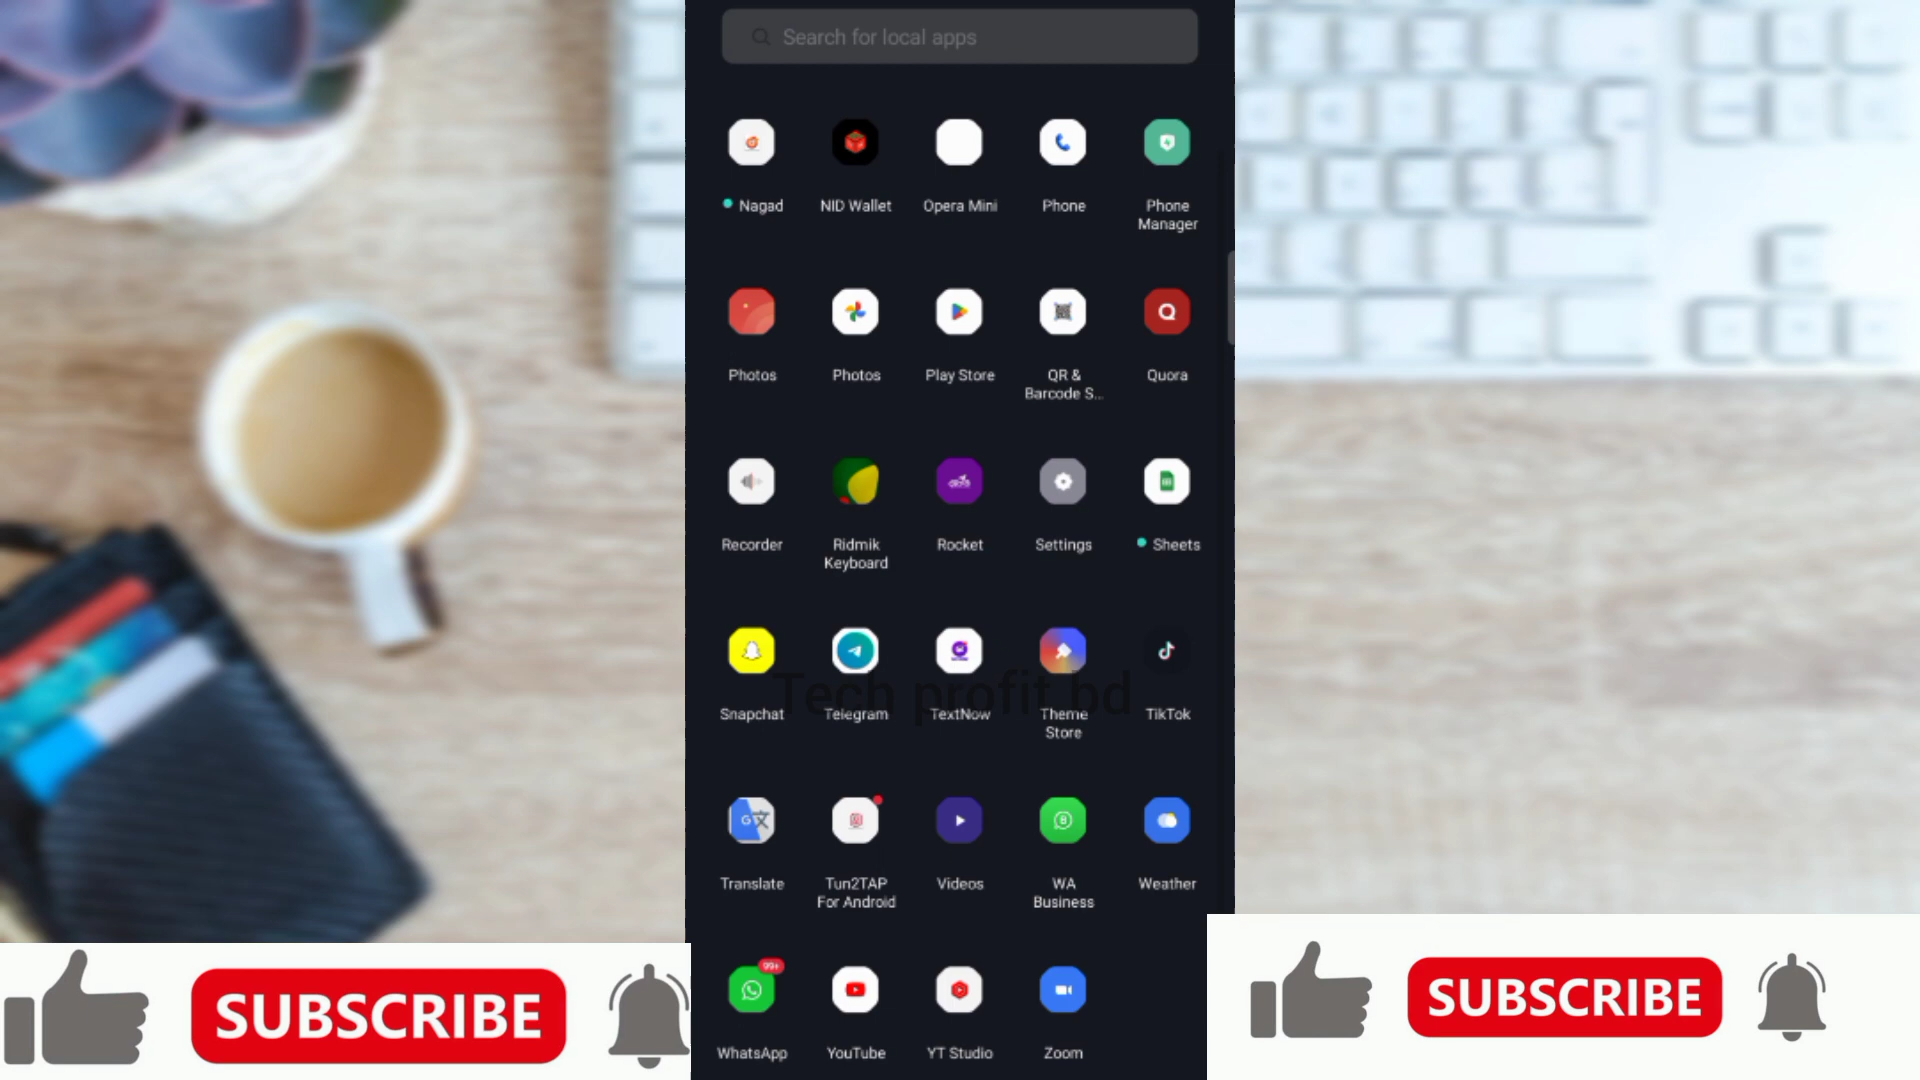 Search for local apps
Nagad
NID Wallet
Opera Mini
Phone
Phone
Manager
Photos
Photos
Play Store
QR &
Barcode S...
Quora
Recorder
Ridmik
Keyboard
Rocket
Settings
Sheets
Tech profit bd
Snapchat
Telegram
TextNow
Theme
Store
TikTok
Translate
Tun2TAP
For Android
Videos
WA
Business
Weather
99+
WhatsApp
YouTube
YT Studio
Zoom
SUBSCRIBE
SUBSCRIBE